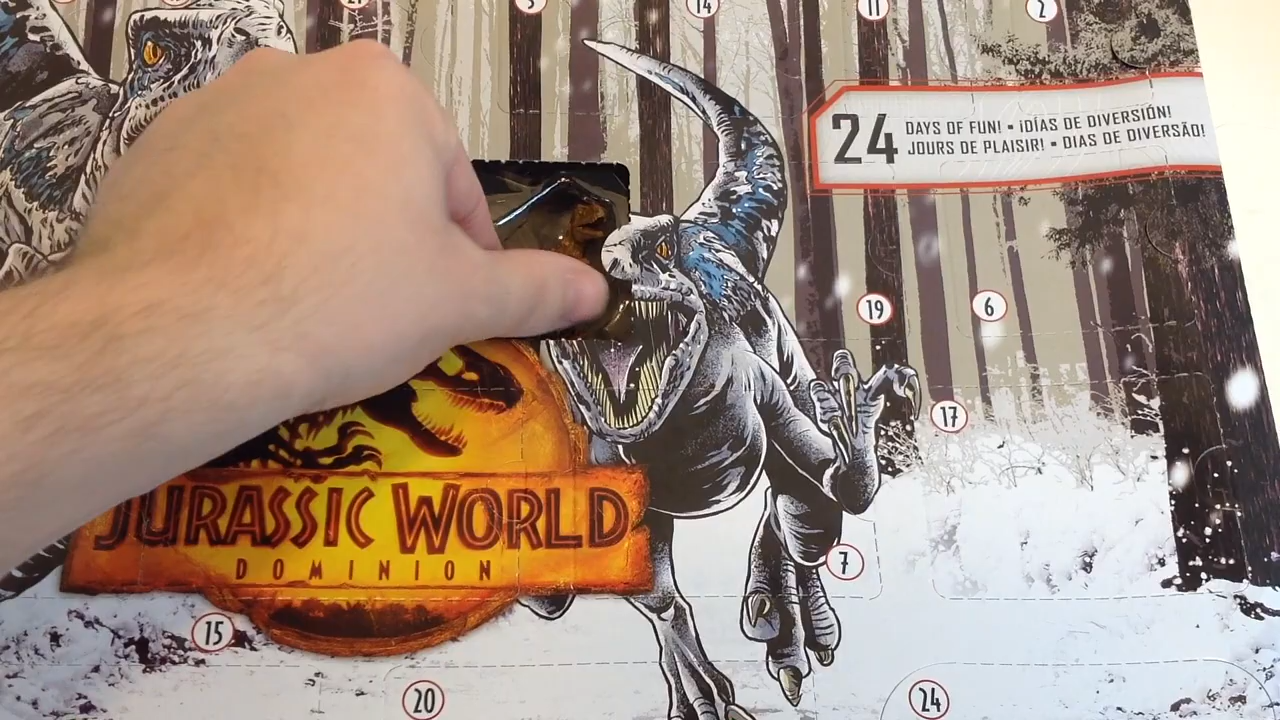 14
11
2
24 DAYS OF FUN! ▪ ¡DÍAS DE DIVERSIÓN!
JOURS DE PLAISIR! ▪ DIAS DE DIVERSÃO!
19
6
17
JURASSIC WORLD
DOMINION
7
15
20
24